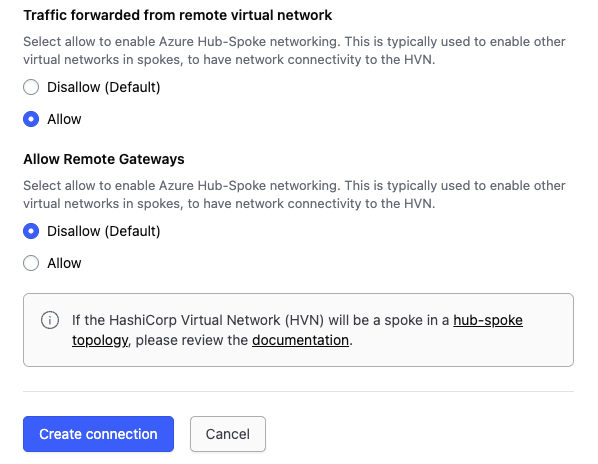 Traffic forwarded from remote virtual network
Select allow to enable Azure Hub-Spoke networking. This is typically used to enable other
virtual networks in spokes, to have network connectivity to the HVN.
Disallow (Default)
Allow
Allow Remote Gateways
Select allow to enable Azure Hub-Spoke networking. This is typically used to enable other
virtual networks in spokes, to have network connectivity to the HVN.
Disallow (Default)
Allow
If the HashiCorp Virtual Network (HVN) will be a spoke in a hub-spoke
topology, please review the documentation.
Create connection
Cancel